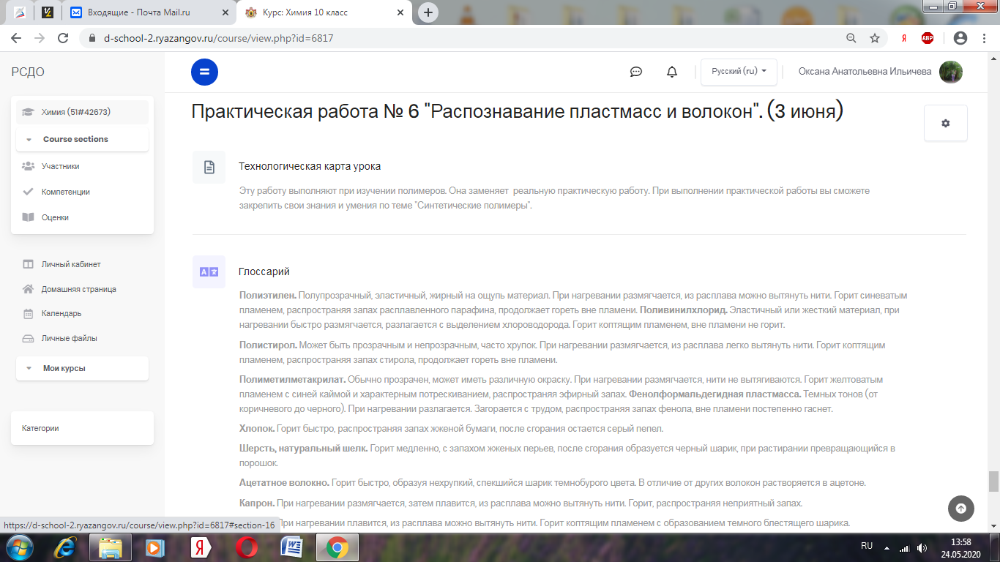 Входящие - Почта Mail.ru
Курс: Химия 10 класс
d-school-2.ryazangov.ru/course/view.php?id=6817
ABP
РСДО
Русский (ru)
Оксана Анатольевна Ильичева
Химия (51#42673)
Course sections
Участники
Компетенции
Оценки
Личный кабинет
Домашняя страница
Календарь
Личные файлы
Мои курсы
Категории
Практическая работа № 6 "Распознавание пластмасс и волокон". (3 июня)
Технологическая карта урока
Эту работу выполняют при изучении полимеров. Она заменяет реальную практическую работу. При выполнении практической работы вы сможете
закрепить свои знания и умения по теме "Синтетические полимеры".
Глоссарий
Полиэтилен. Полупрозрачный, эластичный, жирный на ощупь материал. При нагревании размягчается, из расплава можно вытянуть нити. Горит синеватым
пламенем, распространяя запах расплавленного парафина, продолжает гореть вне пламени. Поливинилхлорид. Эластичный или жесткий материал, при
нагревании быстро размягчается, разлагается с выделением хлороводорода. Горит коптящим пламенем, вне пламени не горит.
Полистирол. Может быть прозрачным и непрозрачным, часто хрупок. При нагревании размягчается, из расплава легко вытянуть нити. Горит коптящим
пламенем, распространяя запах стирола, продолжает гореть вне пламени.
Полиметилметакрилат. Обычно прозрачен, может иметь различную окраску. При нагревании размягчается, нити не вытягиваются. Горит желтоватым
пламенем с синей каймой и характерным потрескиванием, распространяя эфирный запах. Фенолформальдегидная пластмасса. Темных тонов (от
коричневого до черного). При нагревании разлагается. Загорается с трудом, распространяя запах фенола, вне пламени постепенно гаснет.
Хлопок. Горит быстро, распространяя запах жженой бумаги, после сгорания остается серый пепел.
Шерсть, натуральный шелк. Горит медленно, с запахом жженых перьев, после сгорания образуется черный шарик, при растирании превращающийся в
порошок.
Ацетатное волокно. Горит быстро, образуя нехрупкий, спекшийся шарик темнобурого цвета. В отличие от других волокон растворяется в ацетоне.
Капрон. При нагревании размягчается, затем плавится, из расплава можно вытянуть нити. Горит, распространяя неприятный запах.
При нагревании плавится, из расплава можно вытянуть нити. Горит коптящим пламенем с образованием темного блестящего шарика.
https://d-school-2.ryazangov.ru/course/view.php?id=6817#section-16
RU
13:58
24.05.2020